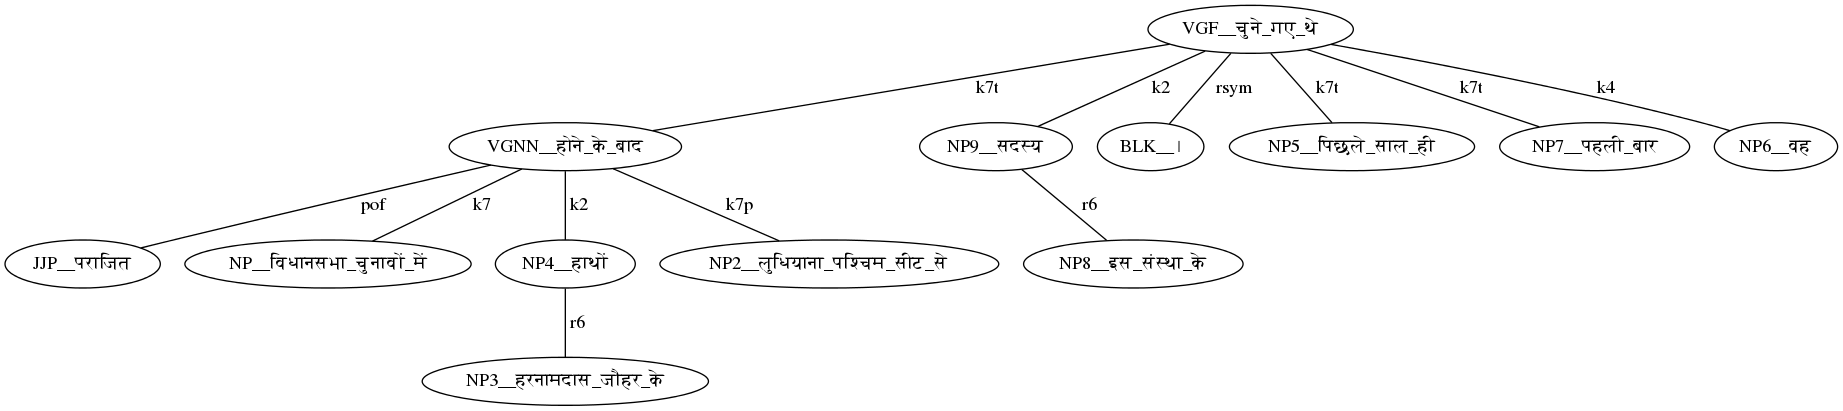 VGF__चुने_गए_थे
k7t
k2
rsym
k7t
k7t
k4
VGNN__होने_के_बाद
NP9__सदस्य
BLK__।
NP5__पिछले_साल_ही
NP7__पहली_बार
NP6__वह
pof
k7
k2
k7p
r6
JJP__पराजित
NP__विधानसभा_चुनावों_में
NP4__हाथों
NP2__लुधियाना_पश्चिम_सीट_से
NP8__इस_संस्था_के
r6
NP3__हरनामदास_जौहर_के